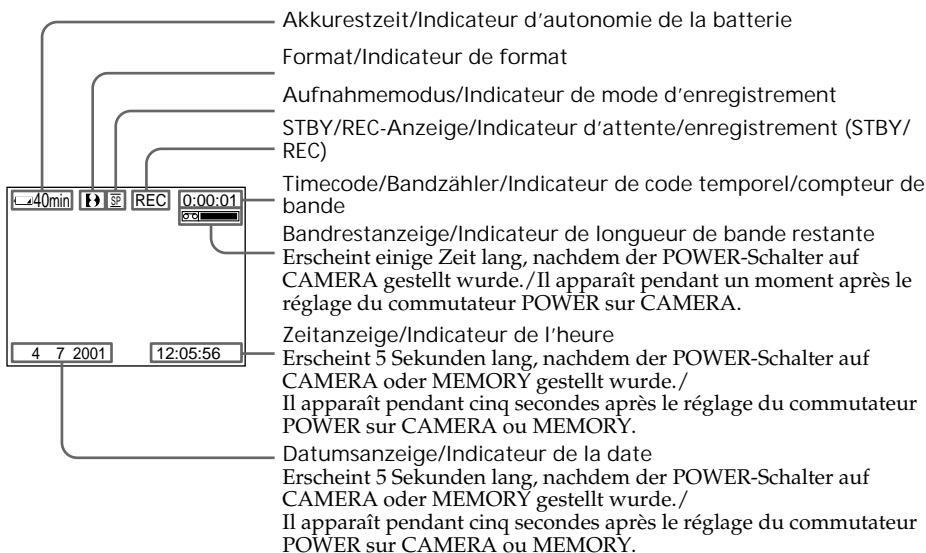 Akkurestzeit/Indicateur d'autonomie de la batterie
Format/Indicateur de format
Aufnahmemodus/Indicateur de mode d'enregistrement
STBY/REC-Anzeige/Indicateur d'attente/enregistrement (STBY/
REC)
40min SP REC 0:00:01
Timecode/Bandzähler/Indicateur de code temporel/compteur de
bande
Bandrestanzeige/Indicateur de longueur de bande restante
Erscheint einige Zeit lang, nachdem der POWER-Schalter auf
CAMERA gestellt wurde./Il apparaît pendant un moment après le
réglage du commutateur POWER sur CAMERA.
Zeitanzeige/Indicateur de l'heure
4 7 2001 12:05:56
Erscheint 5 Sekunden lang, nachdem der POWER-Schalter auf
CAMERA oder MEMORY gestellt wurde./
Il apparaît pendant cinq secondes après le réglage du commutateur
POWER sur CAMERA ou MEMORY.
Datumsanzeige/Indicateur de la date
Erscheint 5 Sekunden lang, nachdem der POWER-Schalter auf
CAMERA oder MEMORY gestellt wurde./
Il apparaît pendant cinq secondes après le réglage du commutateur
POWER sur CAMERA ou MEMORY.